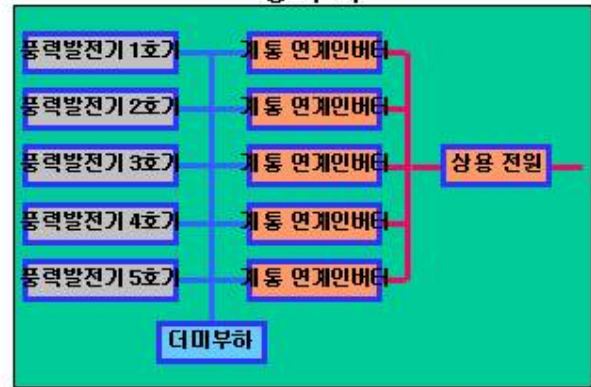 풍력발전기 1호기 계통 연계인버터
풍력발전기 2호기 계통 연계인버터
풍력발전기 3호기 계통 연계인버터 상용 전원
풍력발전기 4호기 계통 연계인버터
풍력발전기 5호기 계통 연계인버터
더미부하